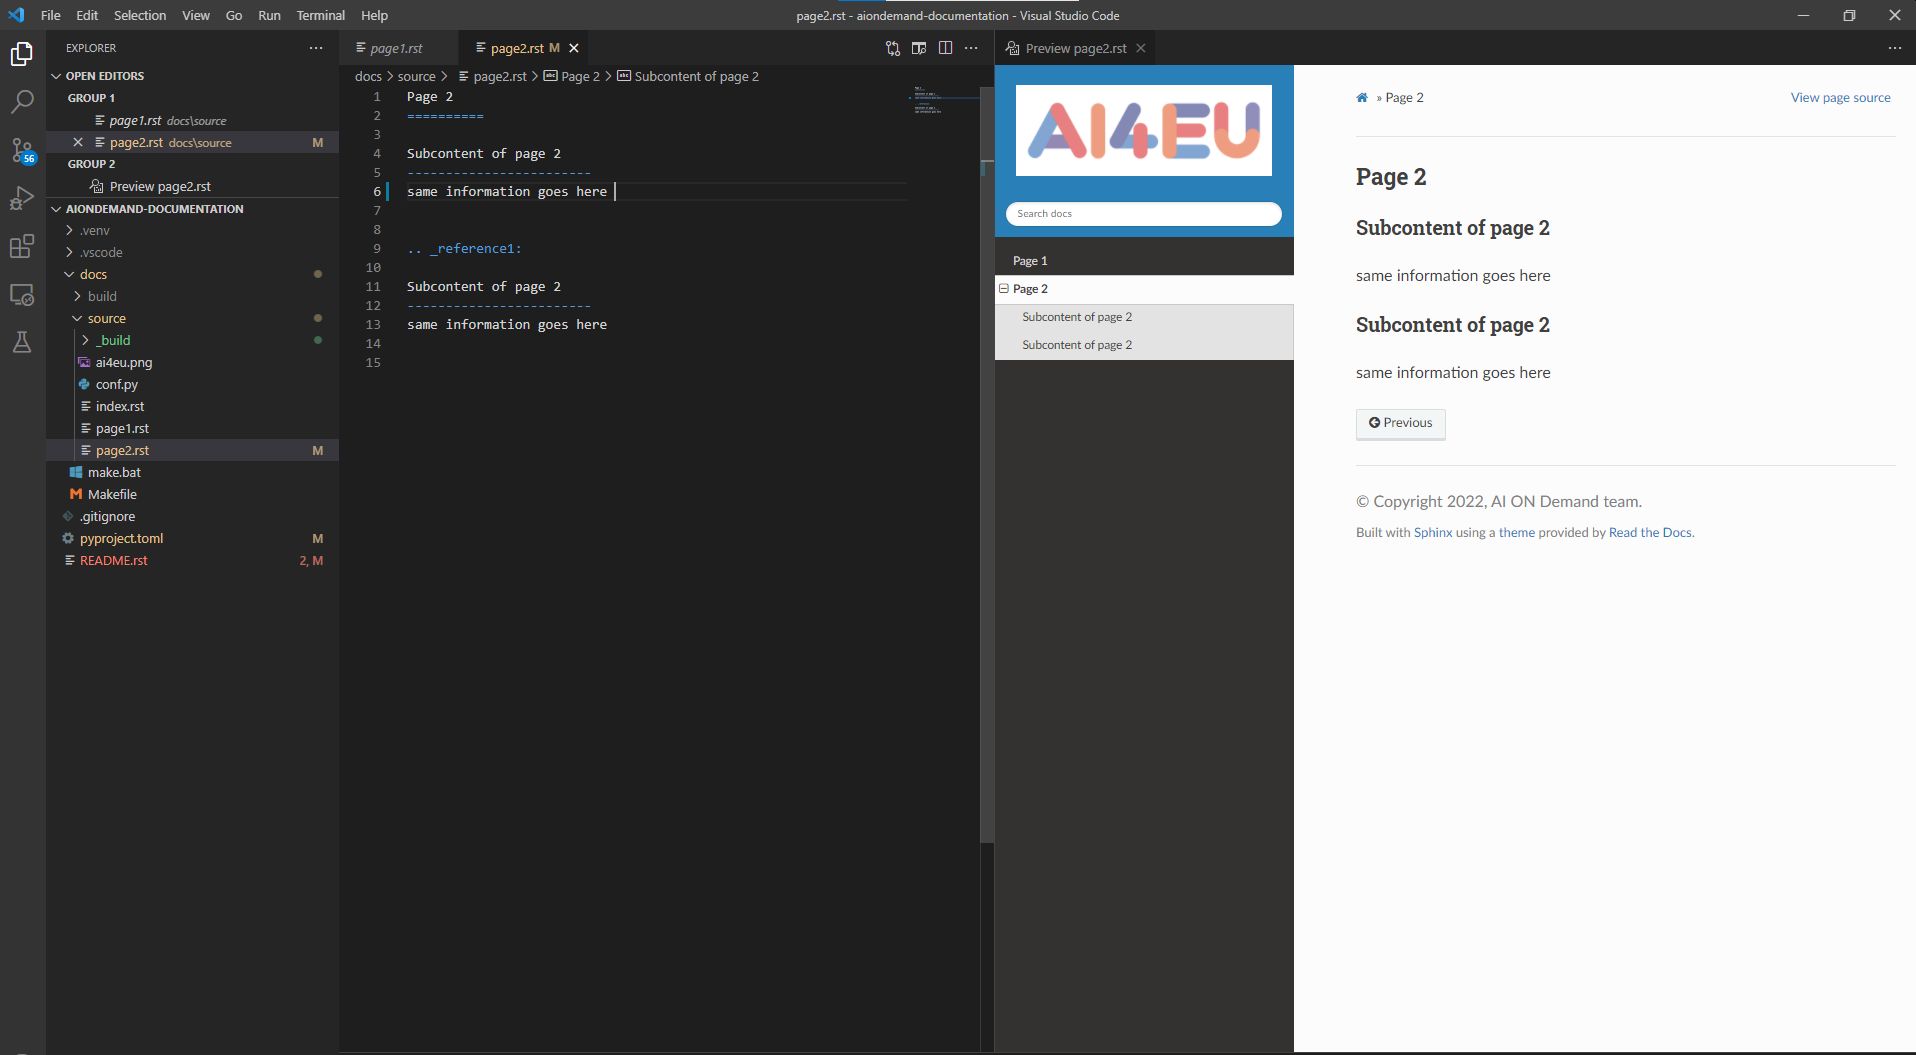 File Edit Selection View Go Run Terminal Help
page2.rst - aiondemand-documentation - Visual Studio Code
EXPLORER
OPEN EDITORS
GROUP 1
page1.rst docs\source
page2.rst docs\source M
GROUP 2
Preview page2.rst
AIONDEMAND-DOCUMENTATION
.venv
.vscode
docs
build
source
_build
ai4eu.png
conf.py
index.rst
page1.rst
page2.rst M
make.bat
Makefile
.gitignore
pyproject.toml M
README.rst 2, M
56
page1.rst
page2.rst M
docs > source > page2.rst > Page 2 > Subcontent of page 2
1 Page 2
2 ==========
3
4 Subcontent of page 2
5 ------------------------
6 same information goes here
7
8
9 .. _reference1:
10
11 Subcontent of page 2
12 ------------------------
13 same information goes here
14
15
Preview page2.rst
AI4EU
Search docs
Page 1
Page 2
Subcontent of page 2
Subcontent of page 2
» Page 2
View page source
Page 2
Subcontent of page 2
same information goes here
Subcontent of page 2
same information goes here
Previous
© Copyright 2022, AI ON Demand team.
Built with Sphinx using a theme provided by Read the Docs.